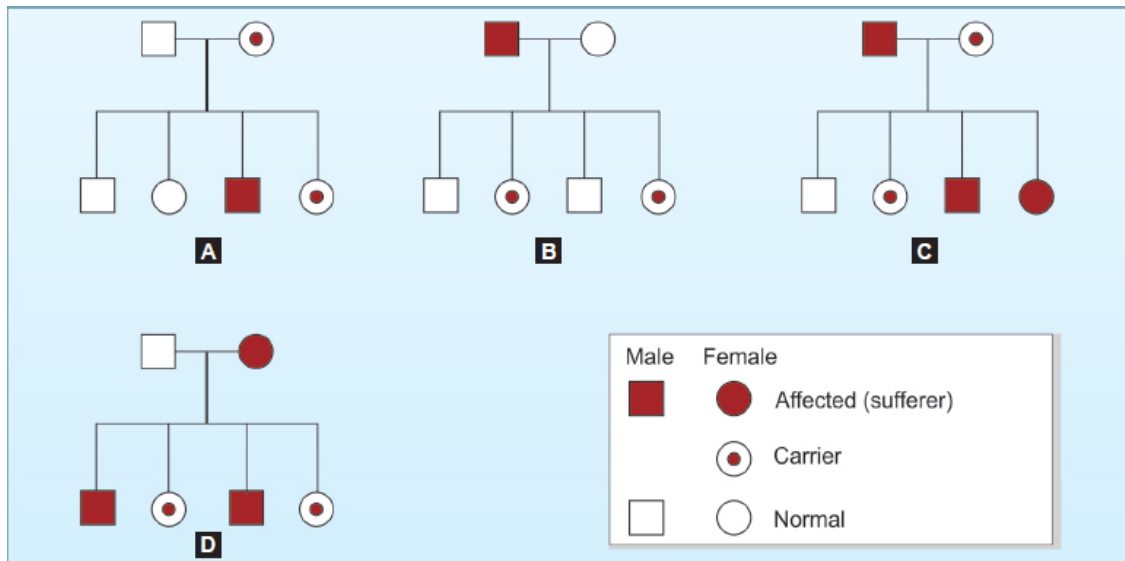 A
B
C
D
Male Female
Affected (sufferer)
Carrier
Normal